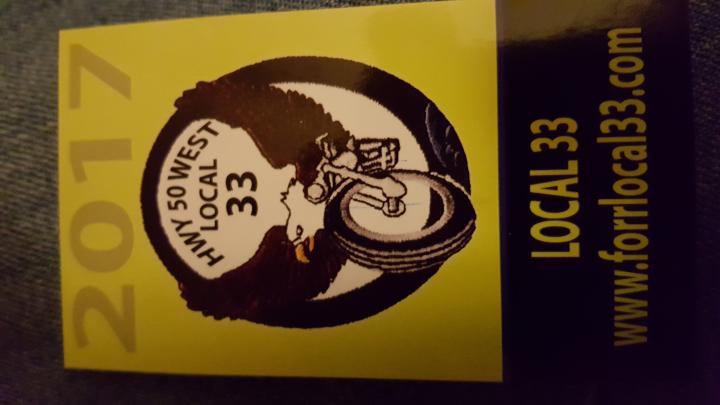 2017
HWY 50 WEST
LOCAL
33
LOCAL 33
www.forrlocal33.com